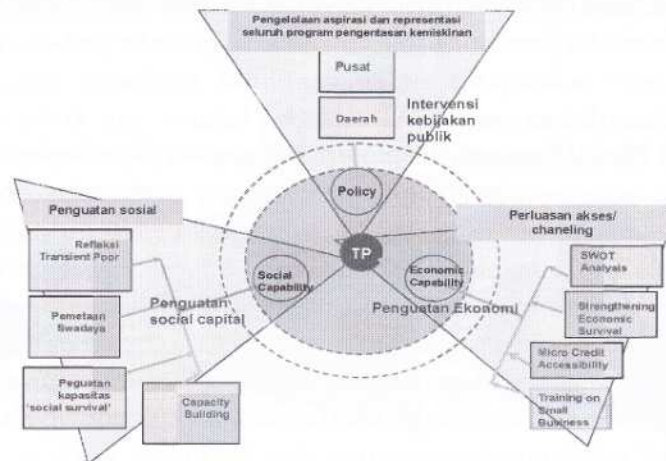 Pengelolaan aspirasi dan representasi
seluruh program pengentasan kemiskinan
Pusat
Daerah
Intervensi
kebijakan
publik
Policy
Penguatan sosial
Perluasan akses/
chaneling
TP
Refleksi
Transient Poor
Social
Capability
Economic
Capability
SWOT
Analysis
Pemetaan
Swadaya
Penguatan
social capital
Penguatan Ekonomi
Strengthening
Economic
Survival
Micro Credit
Accessibility
Peguatan
kapasitas
'social survival'
Capacity
Building
Training on
Small
Business